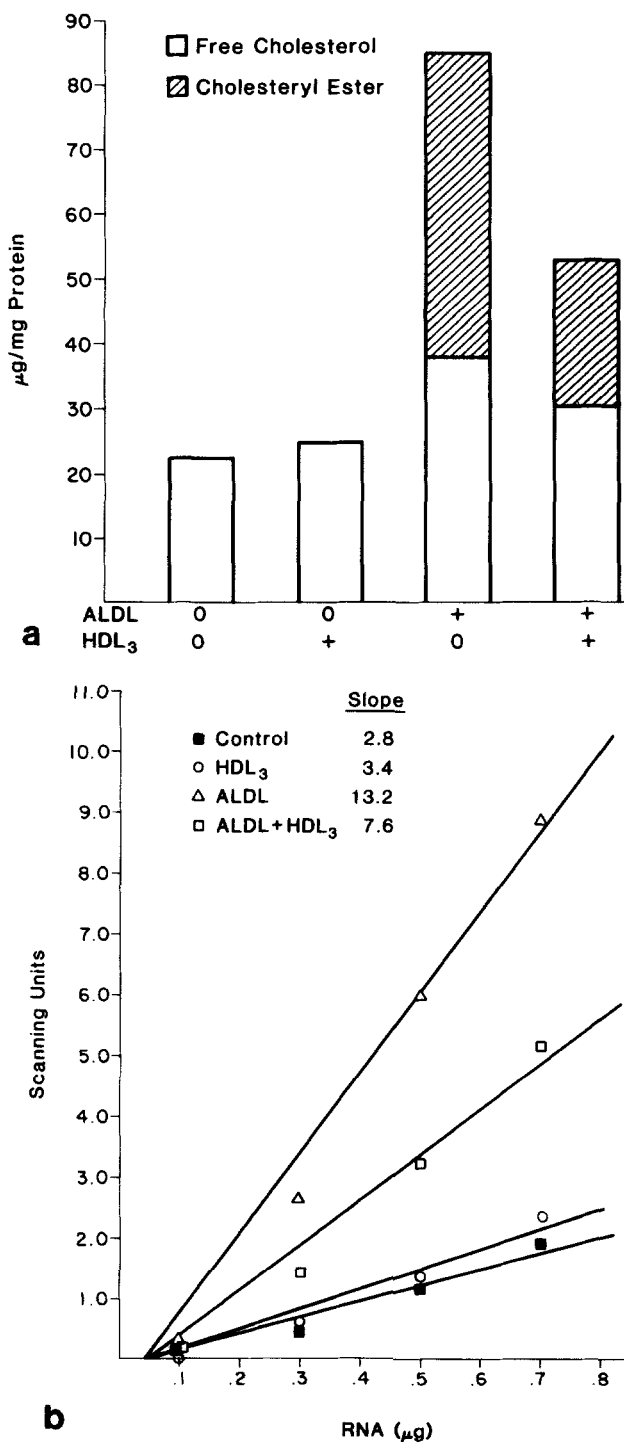 90
80
70
60
50
40
30
20
10
µg/mg Protein
Free Cholesterol
Cholesteryl Ester
ALDL 0 0 + +
HDL3 0 + 0 +
a
11.0
10.0
9.0
8.0
7.0
6.0
5.0
4.0
3.0
2.0
1.0
Scanning Units
Slope
Control 2.8
HDL3 3.4
ALDL 13.2
ALDL+HDL3 7.6
.1 .2 .3 .4 .5 .6 .7 .8
RNA (µg)
b